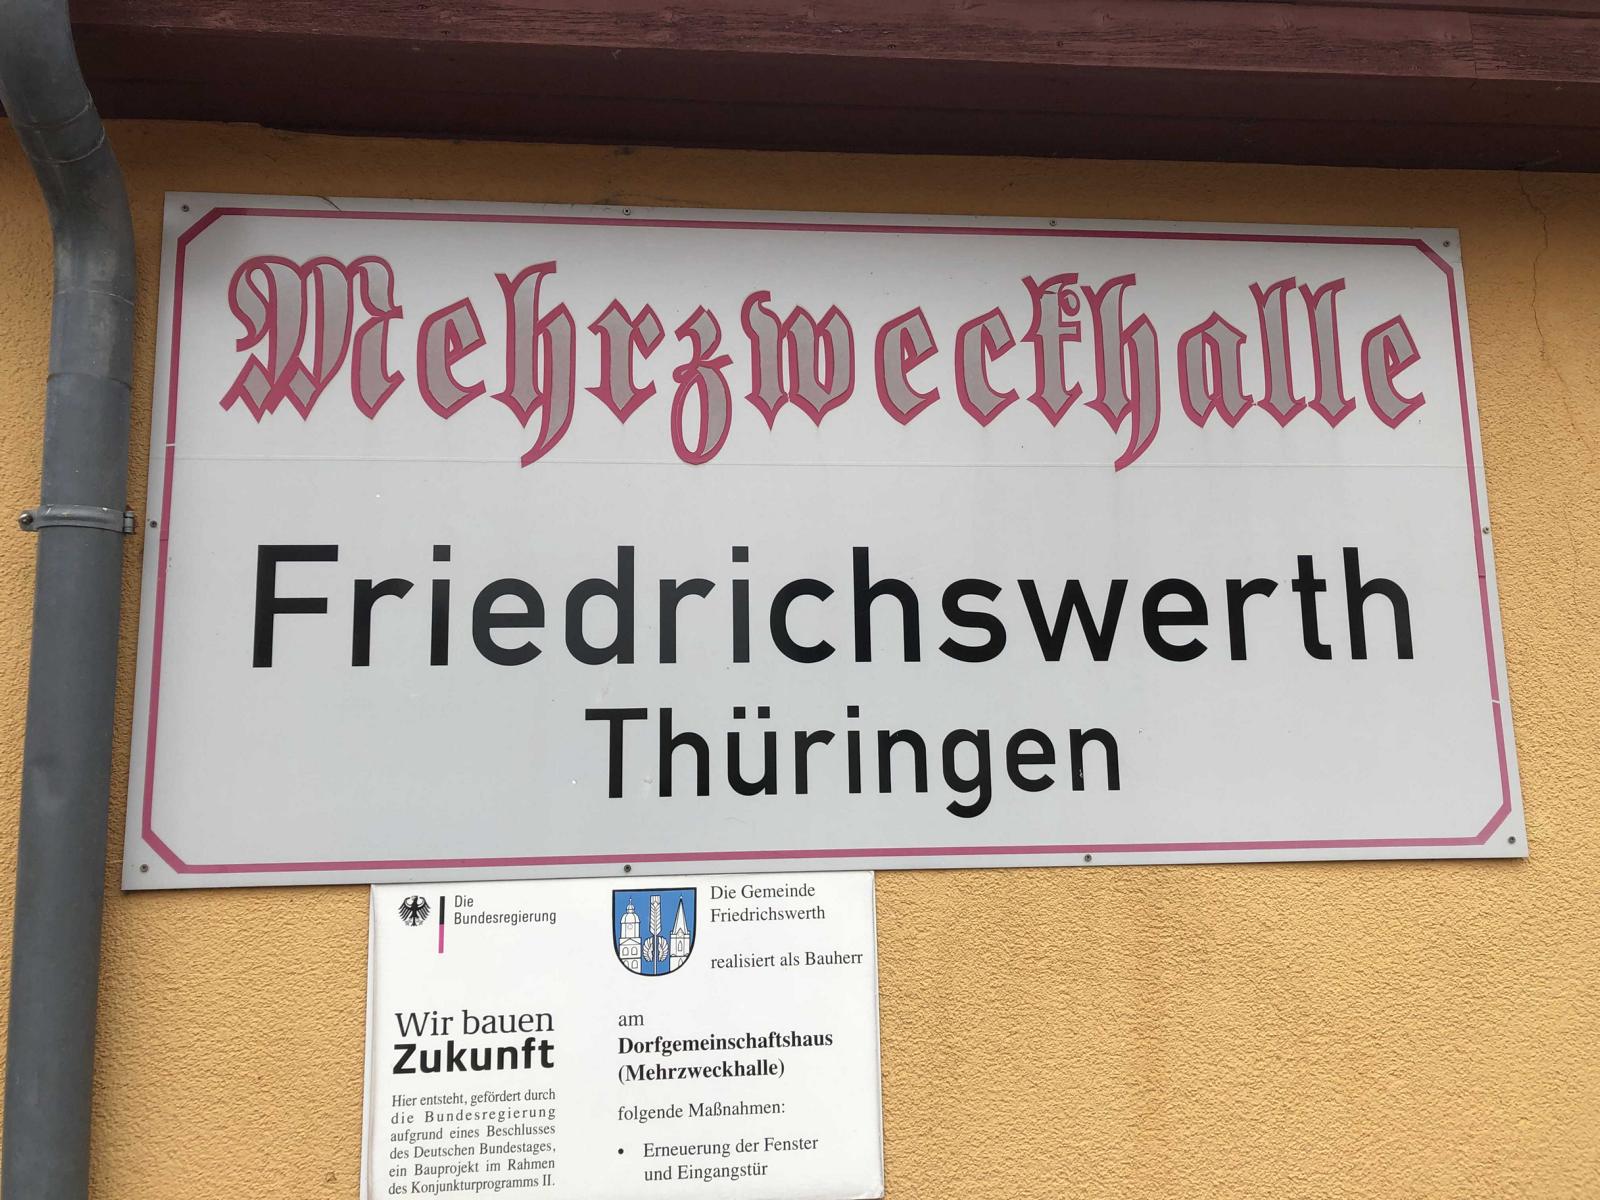 Mehrzweckhalle
Friedrichswerth
Thüringen
Die
Bundesregierung
Wir bauen
Zukunft
Hier entsteht, gefördert durch
die Bundesregierung
aufgrund eines Beschlusses
des Deutschen Bundestages,
ein Bauprojekt im Rahmen
des Konjunkturprogramms II.
Die Gemeinde
Friedrichswerth
realisiert als Bauherr
am
Dorfgemeinschaftshaus
(Mehrzweckhalle)
folgende Maßnahmen:
• Erneuerung der Fenster
und Eingangstür